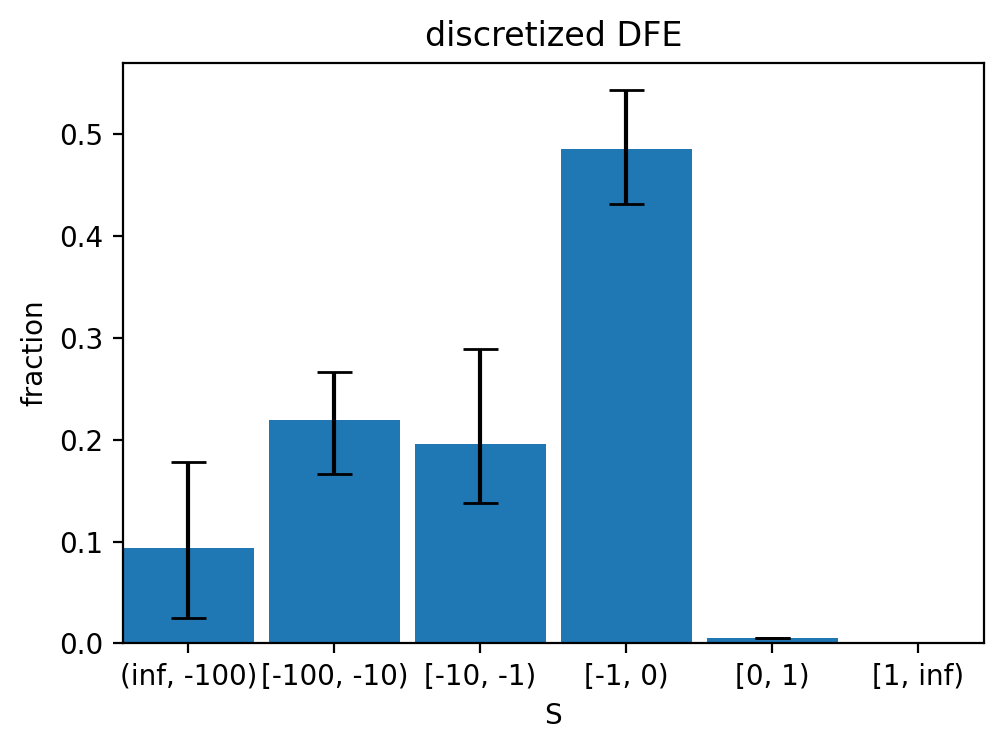 discretized DFE
fraction
0.5
0.4
0.3
0.2
0.1
0.0
(inf, -100) [-100, -10) [-10, -1) [-1, 0) [0, 1) [1, inf)
S